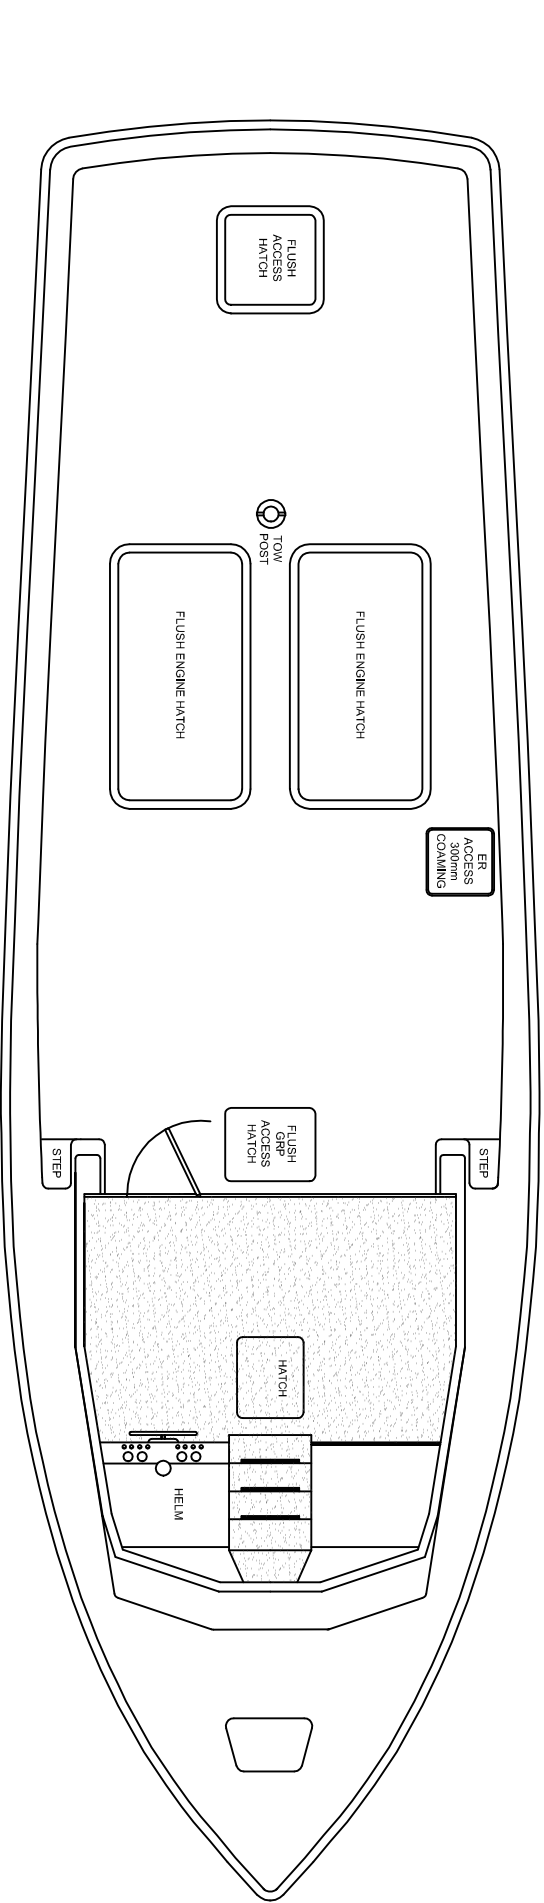 FLUSH
ACCESS
HATCH
TOW
POST
FLUSH ENGINE HATCH
FLUSH ENGINE HATCH
ER
ACCESS
300mm
COAMING
FLUSH
GRP
ACCESS
HATCH
STEP
STEP
HATCH
HELM